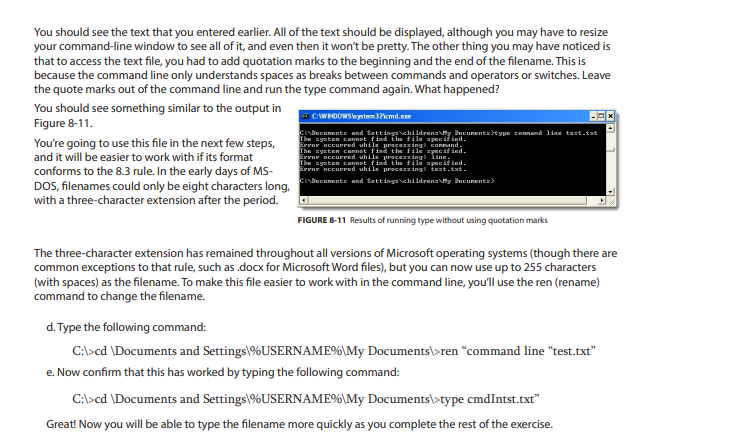 You should see the text that you entered earlier. All of the text should be displayed, although you may have to resize
your command-line window to see all of it, and even then it won't be pretty. The other thing you may have noticed is
that to access the text file, you had to add quotation marks to the beginning and the end of the filename. This is
because the command line only understands spaces as breaks between commands and operators or switches. Leave
the quote marks out of the command line and run the type command again. What happened?
You should see something similar to the output in
Figure 8-11.
You're going to use this file in the next few steps,
and it will be easier to work with if its format
conforms to the 8.3 rule. In the early days of MS-
DOS, filenames could only be eight characters long,
with a three-character extension after the period.
C:\WINDOWS\system32\cmd.exe
C:\Documents and Settings\childrens\My Documents>type command line test.txt
The system cannot find the file specified.
Error occurred while processing: command.
The system cannot find the file specified.
Error occurred while processing: line.
The system cannot find the file specified.
Error occurred while processing: test.txt.
C:\Documents and Settings\childrens\My Documents>
FIGURE 8-11 Results of running type without using quotation marks
The three-character extension has remained throughout all versions of Microsoft operating systems (though there are
common exceptions to that rule, such as .docx for Microsoft Word files), but you can now use up to 255 characters
(with spaces) as the filename. To make this file easier to work with in the command line, you'll use the ren (rename)
command to change the filename.
d. Type the following command:
C:\>cd \Documents and Settings\%USERNAME%\My Documents\>ren “command line “test.txt”
e. Now confirm that this has worked by typing the following command:
C:\>cd \Documents and Settings\%USERNAME%\My Documents\>type cmdIntst.txt”
Great! Now you will be able to type the filename more quickly as you complete the rest of the exercise.